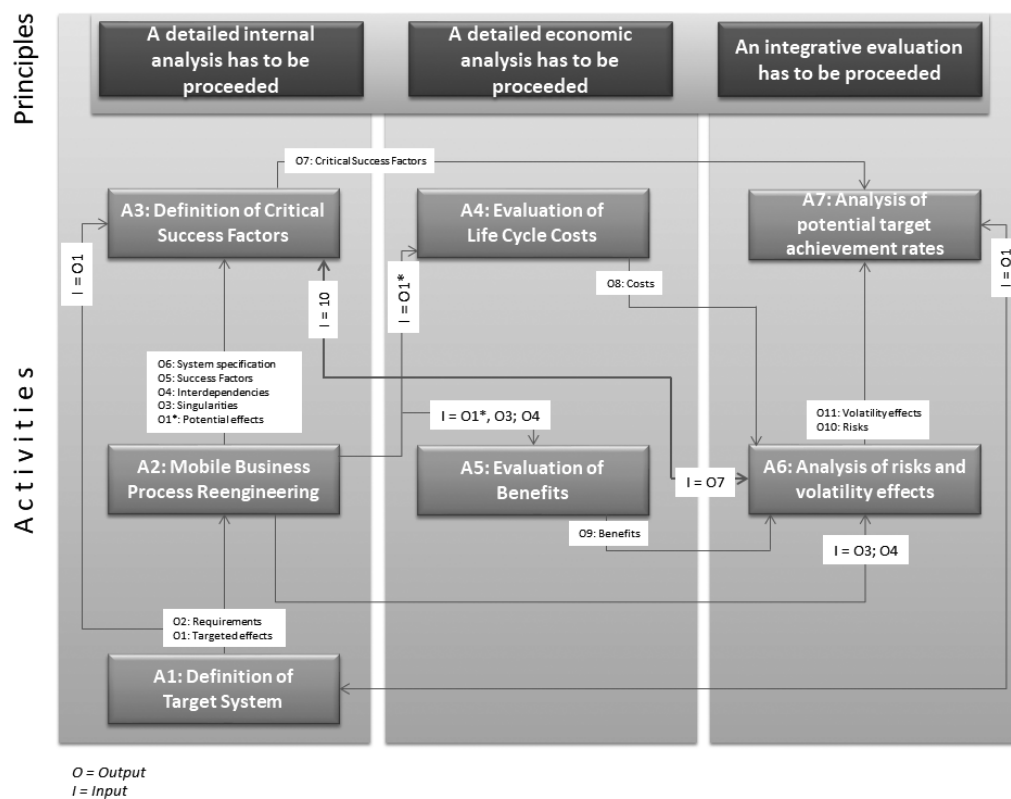 Principles
A detailed internal
analysis has to be
proceeded
A detailed economic
analysis has to be
proceeded
An integrative evaluation
has to be proceeded
Activities
O7: Critical Success Factors
A3: Definition of Critical
Success Factors
A4: Evaluation of
Life Cycle Costs
A7: Analysis of
potential target
achievement rates
I = O1
I = 10
I = O1*
O8: Costs
I = O1
O6: System specification
O5: Success Factors
O4: Interdependencies
O3: Singularities
O1*: Potential effects
I = O1*, O3; O4
O11: Volatility effects
O10: Risks
A2: Mobile Business
Process Reengineering
A5: Evaluation of
Benefits
I = O7
A6: Analysis of risks and
volatility effects
O9: Benefits
I = O3; O4
O2: Requirements
O1: Targeted effects
A1: Definition of
Target System
O = Output
I = Input